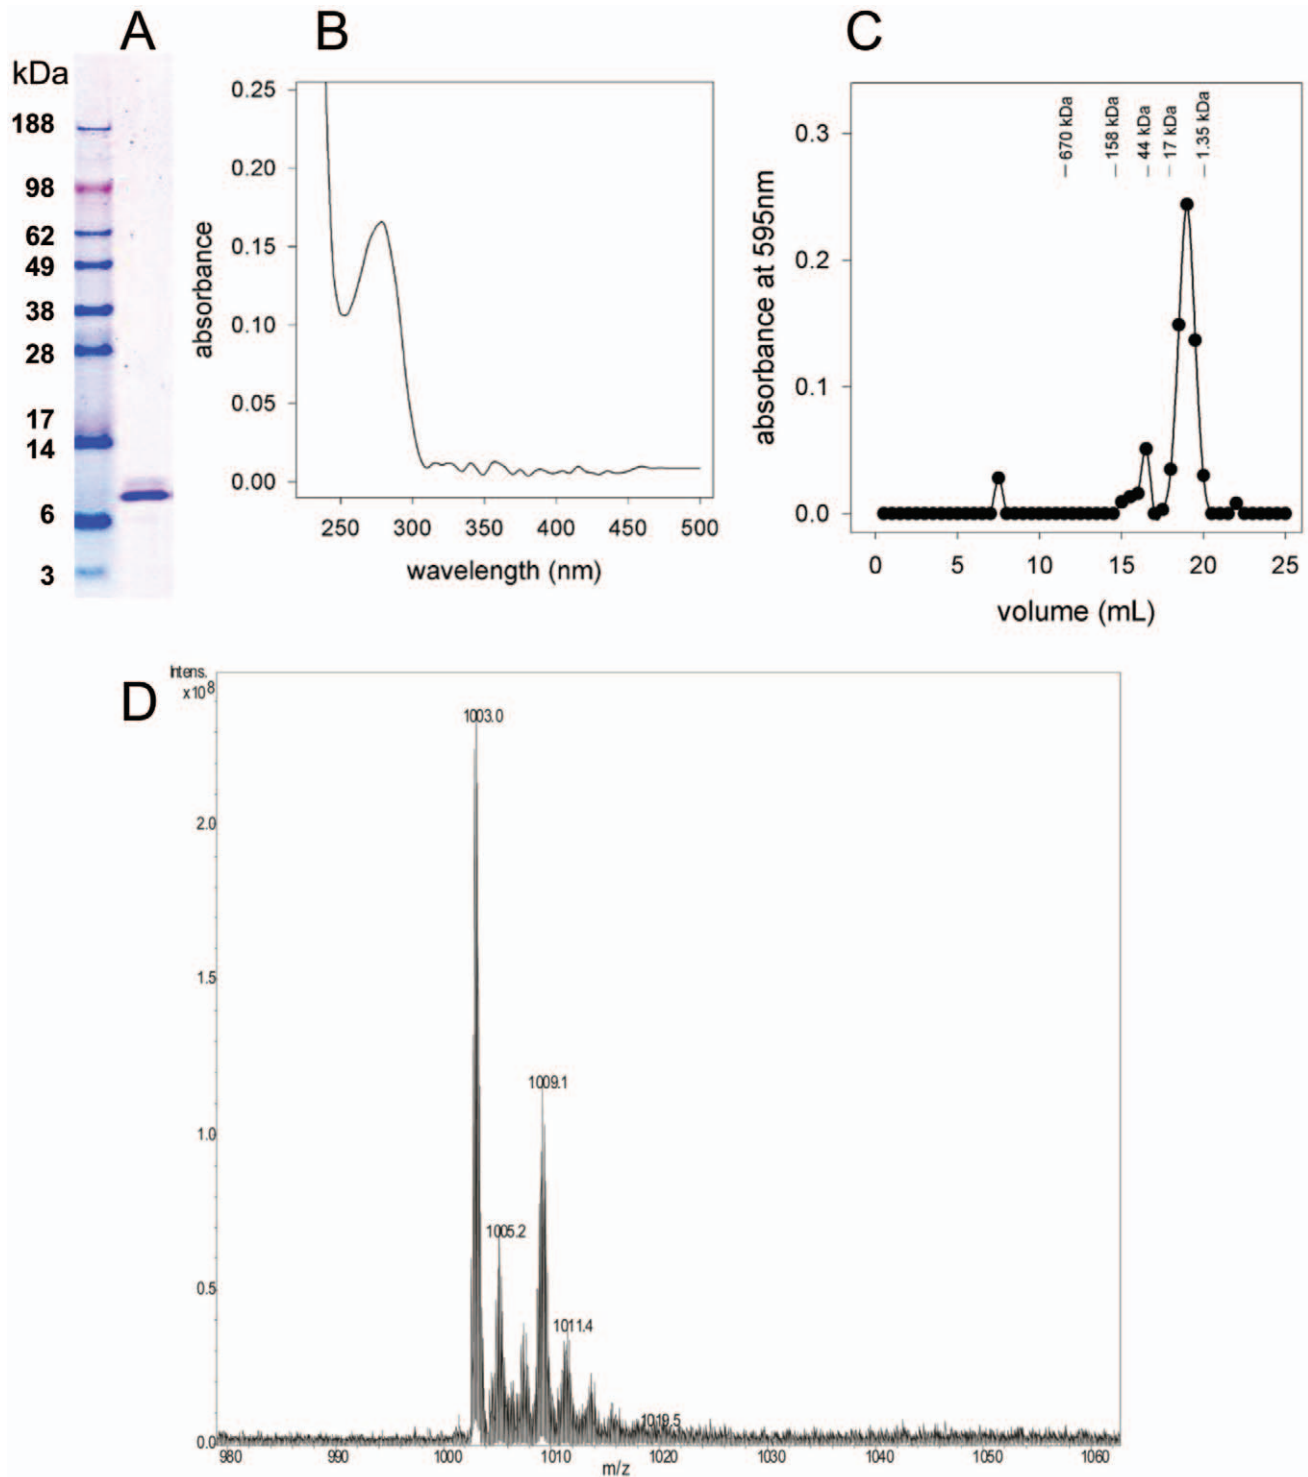 A
kDa
188
98
62
49
38
28
17
14
6
3
B
0.25
0.20
0.15
0.10
0.05
0.00
absorbance
250 300 350 400 450 500
wavelength (nm)
C
0.3
0.2
0.1
0.0
absorbance at 595nm
670 kDa
158 kDa
44 kDa
17 kDa
1.35 kDa
0 5 10 15 20 25
volume (mL)
D
Intens.
x10⁸
2.0
1.5
1.0
0.5
0.0
1003.0
1009.1
1005.2
1011.4
1019.5
980 990 1000 1010 1020 1030 1040 1050 1060
m/z